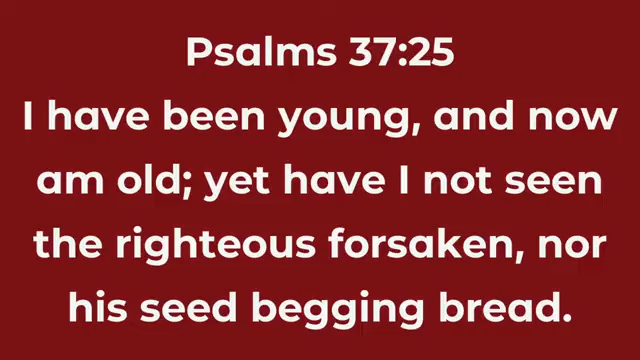 Psalms 37:25
I have been young, and now
am old; yet have I not seen
the righteous forsaken, nor
his seed begging bread.